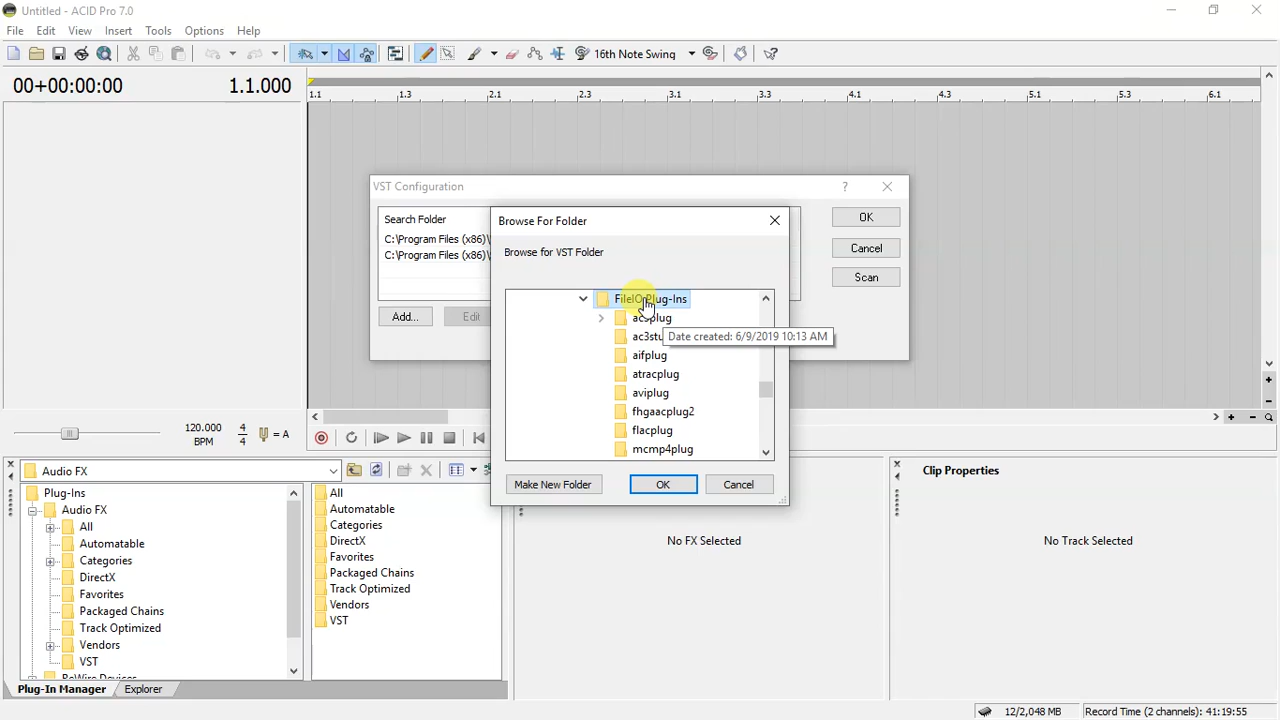 Untitled - ACID Pro 7.0
File Edit View Insert Tools Options Help
16th Note Swing
00+00:00:00 1.1.000
1.1 1.3 2.1 2.3 3.1 3.3 4.1 4.3 5.1 5.3 6.1
VST Configuration ?
Search Folder
C:\Program Files (x86)\
C:\Program Files (x86)\
Add... Edit
OK
Cancel
Scan
Browse For Folder
Browse for VST Folder
FileIO Plug-Ins
ac3plug
Date created: 6/9/2019 10:13 AM
aifplug
atracplug
aviplug
fhgaacplug2
flacplug
mcmp4plug
Make New Folder OK Cancel
120.000
BPM
4
4
= A
Audio FX
Plug-Ins
Audio FX
All
Automatable
Categories
DirectX
Favorites
Packaged Chains
Track Optimized
Vendors
VST
All
Automatable
Categories
DirectX
Favorites
Packaged Chains
Track Optimized
Vendors
VST
Plug-In Manager Explorer
No FX Selected
Clip Properties
No Track Selected
12/2,048 MB Record Time (2 channels): 41:19:55